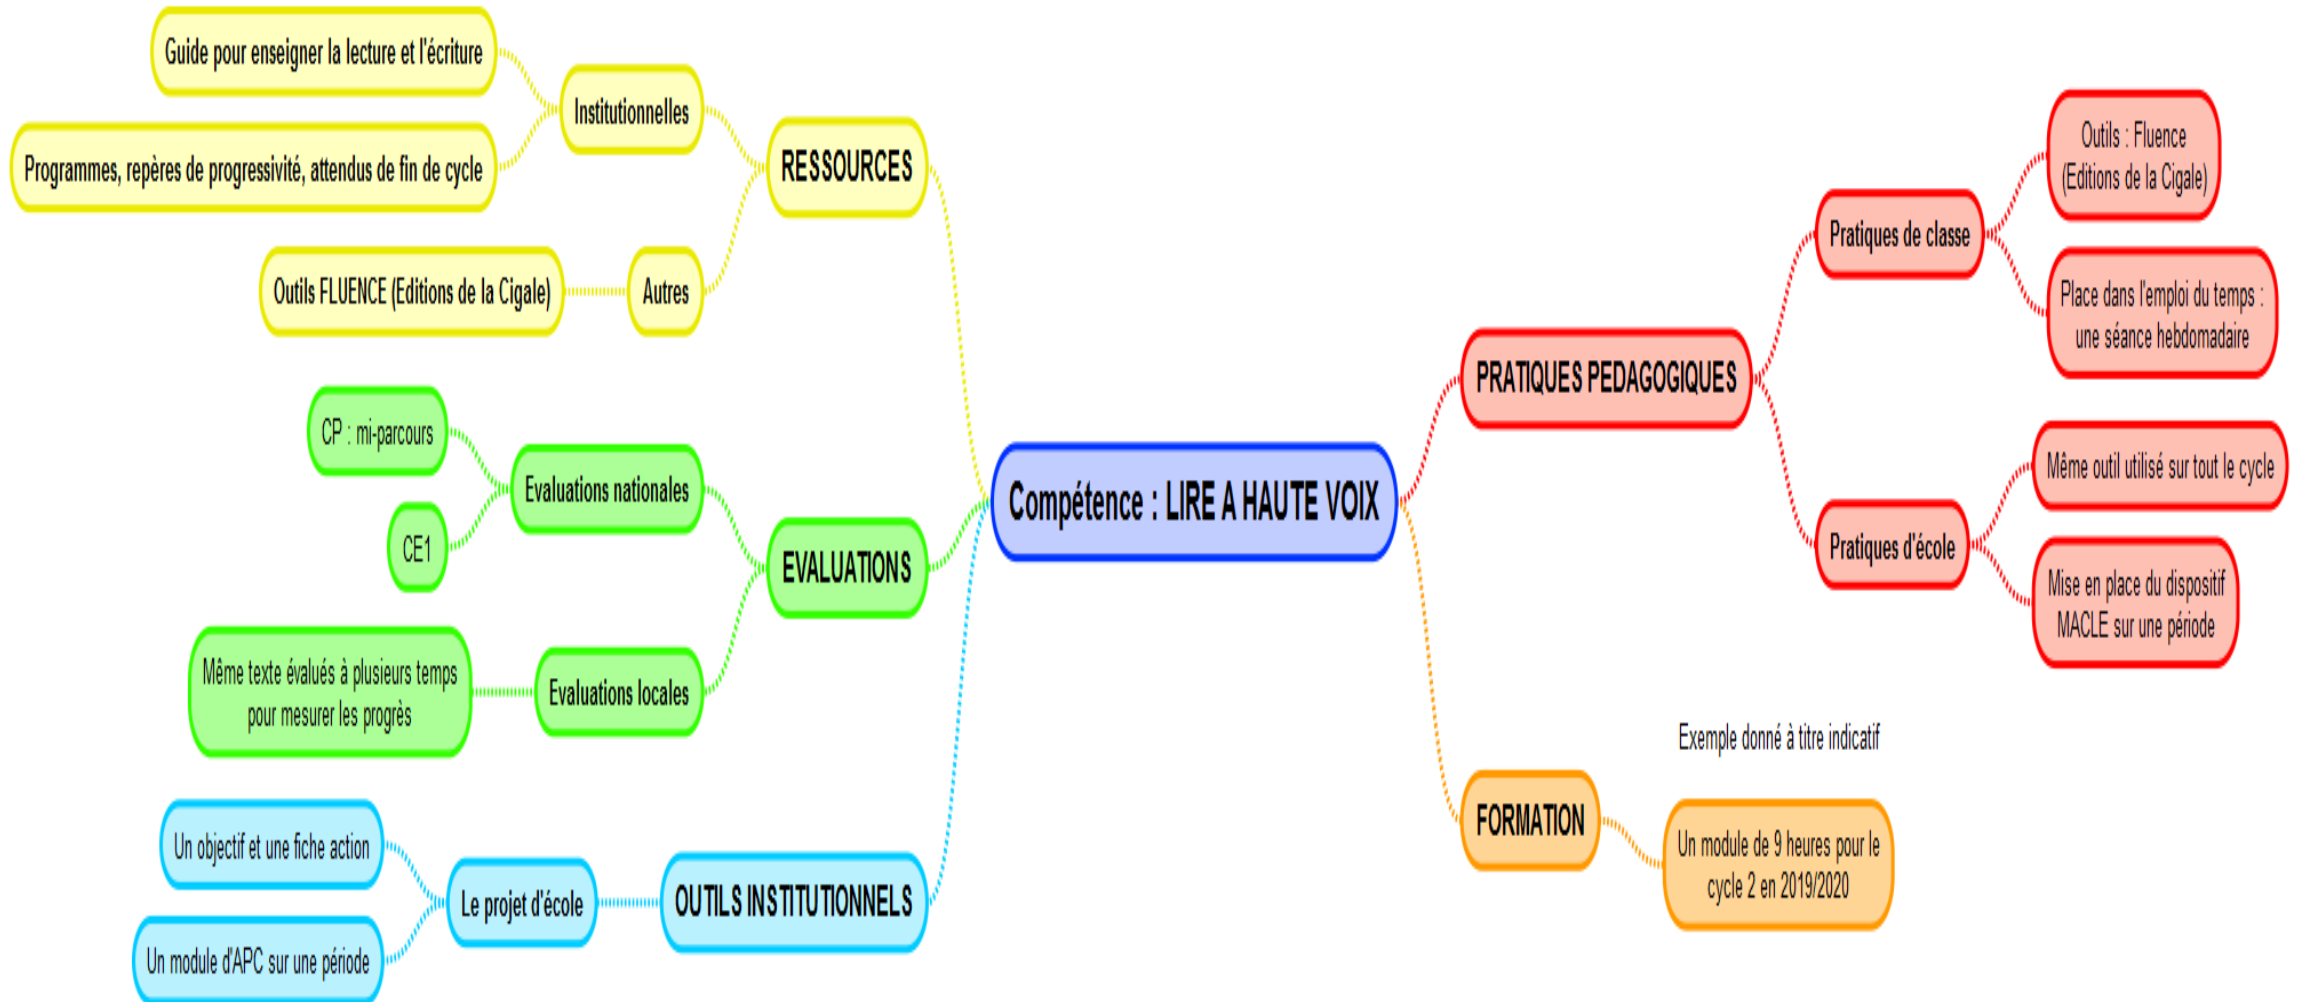 Guide pour enseigner la lecture et l'écriture
Programmes, repères de progressivité, attendus de fin de cycle
Institutionnelles
Outils FLUENCE (Editions de la Cigale)
Autres
RESSOURCES
CP : mi-parcours
CE1
Evaluations nationales
Même texte évalués à plusieurs temps
pour mesurer les progrès
Evaluations locales
EVALUATIONS
Un objectif et une fiche action
Un module d'APC sur une période
Le projet d'école
OUTILS INSTITUTIONNELS
Compétence : LIRE A HAUTE VOIX
PRATIQUES PEDAGOGIQUES
Pratiques de classe
Outils : Fluence
(Editions de la Cigale)
Place dans l'emploi du temps :
une séance hebdomadaire
Pratiques d'école
Même outil utilisé sur tout le cycle
Mise en place du dispositif
MACLE sur une période
Exemple donné à titre indicatif
FORMATION
Un module de 9 heures pour le
cycle 2 en 2019/2020